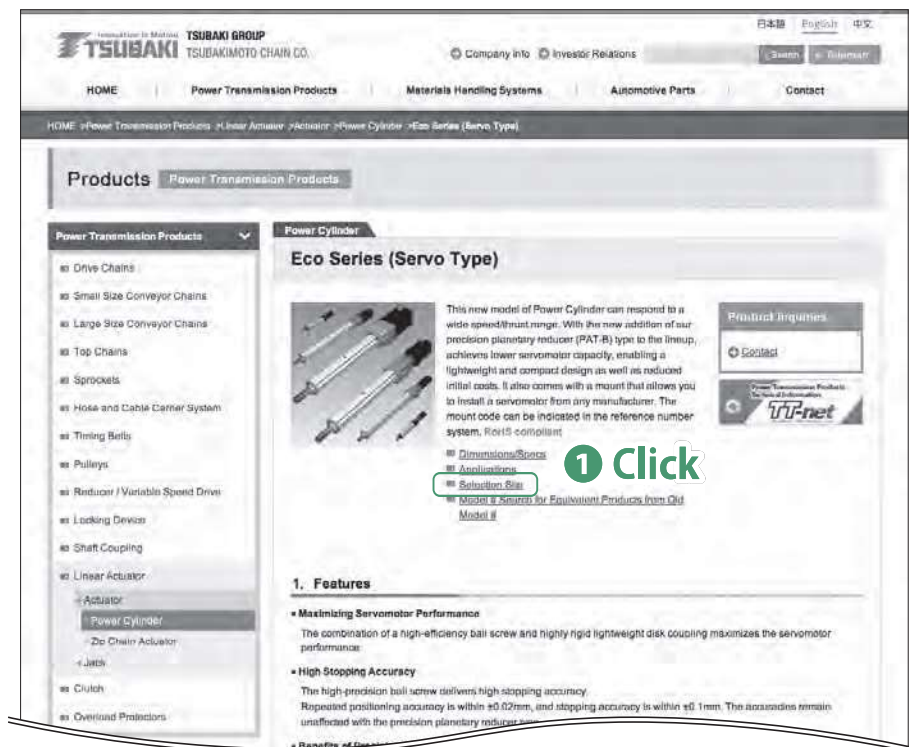 Innovation in Motion
TSUBAKI
TSUBAKI GROUP
TSUBAKIMOTO CHAIN CO.
Company Info Investor Relations
日本語 English 中文
Search
HOME Power Transmission Products Materials Handling Systems Automotive Parts Contact
HOME >Power Transmission Products >Linear Actuator >Actuator >Power Cylinder >Eco Series (Servo Type)
Products Power Transmission Products
Power Transmission Products
Drive Chains
Small Size Conveyor Chains
Large Size Conveyor Chains
Top Chains
Sprockets
Hose and Cable Carrier System
Timing Belts
Pulleys
Reducer / Variable Speed Drive
Locking Device
Shaft Coupling
Linear Actuator
Actuator
Power Cylinder
Zip Chain Actuator
Jack
Clutch
Overload Protectors
Power Cylinder
Eco Series (Servo Type)
This new model of Power Cylinder can respond to a
wide speed/thrust range. With the new addition of our
precision planetary reducer (PAT-B) type to the lineup,
achieves lower servomotor capacity, enabling a
lightweight and compact design as well as reduced
initial costs. It also comes with a mount that allows you
to install a servomotor from any manufacturer. The
mount code can be indicated in the reference number
system. RoHS compliant
Dimensions/Specs
Applications
Selection Site
Model # Search for Equivalent Products from Old
Model #
1 Click
Product Inquiries
Contact
Power Transmission Products
Technical Information
TT-net
1. Features
Maximizing Servomotor Performance
The combination of a high-efficiency ball screw and highly rigid lightweight disk coupling maximizes the servomotor
performance.
High Stopping Accuracy
The high-precision ball screw delivers high stopping accuracy.
Repeated positioning accuracy is within ±0.02mm, and stopping accuracy is within ±0.1mm. The accuracies remain
unaffected with the precision planetary reducer type.
Benefits of